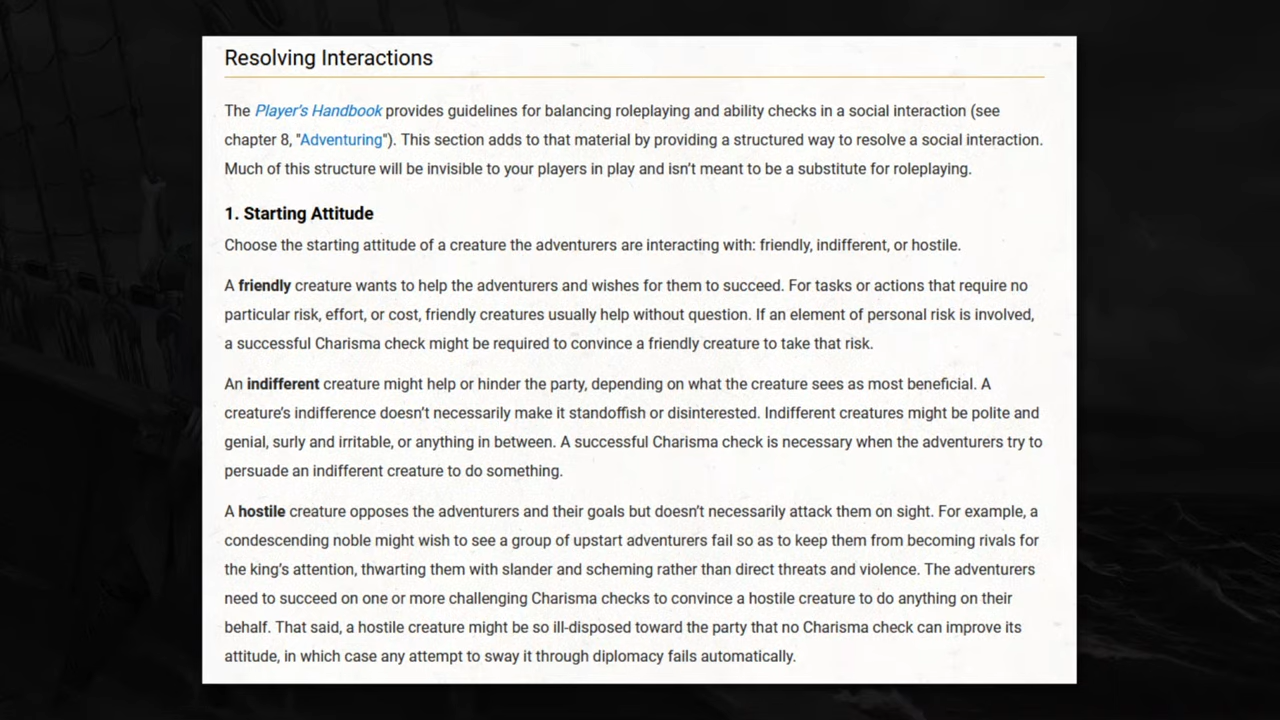 Resolving Interactions
The Player's Handbook provides guidelines for balancing roleplaying and ability checks in a social interaction (see
chapter 8, "Adventuring"). This section adds to that material by providing a structured way to resolve a social interaction.
Much of this structure will be invisible to your players in play and isn't meant to be a substitute for roleplaying.
1. Starting Attitude
Choose the starting attitude of a creature the adventurers are interacting with: friendly, indifferent, or hostile.
A friendly creature wants to help the adventurers and wishes for them to succeed. For tasks or actions that require no
particular risk, effort, or cost, friendly creatures usually help without question. If an element of personal risk is involved,
a successful Charisma check might be required to convince a friendly creature to take that risk.
An indifferent creature might help or hinder the party, depending on what the creature sees as most beneficial. A
creature's indifference doesn't necessarily make it standoffish or disinterested. Indifferent creatures might be polite and
genial, surly and irritable, or anything in between. A successful Charisma check is necessary when the adventurers try to
persuade an indifferent creature to do something.
A hostile creature opposes the adventurers and their goals but doesn't necessarily attack them on sight. For example, a
condescending noble might wish to see a group of upstart adventurers fail so as to keep them from becoming rivals for
the king's attention, thwarting them with slander and scheming rather than direct threats and violence. The adventurers
need to succeed on one or more challenging Charisma checks to convince a hostile creature to do anything on their
behalf. That said, a hostile creature might be so ill-disposed toward the party that no Charisma check can improve its
attitude, in which case any attempt to sway it through diplomacy fails automatically.